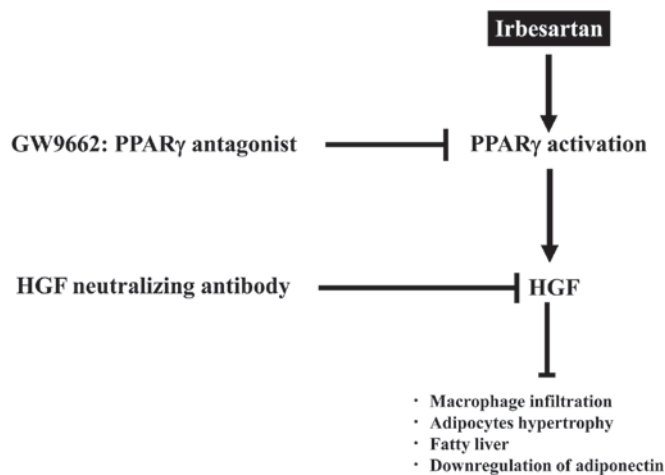 Irbesartan
GW9662: PPARγ antagonist
PPARγ activation
HGF neutralizing antibody
HGF
· Macrophage infiltration
· Adipocytes hypertrophy
· Fatty liver
· Downregulation of adiponectin